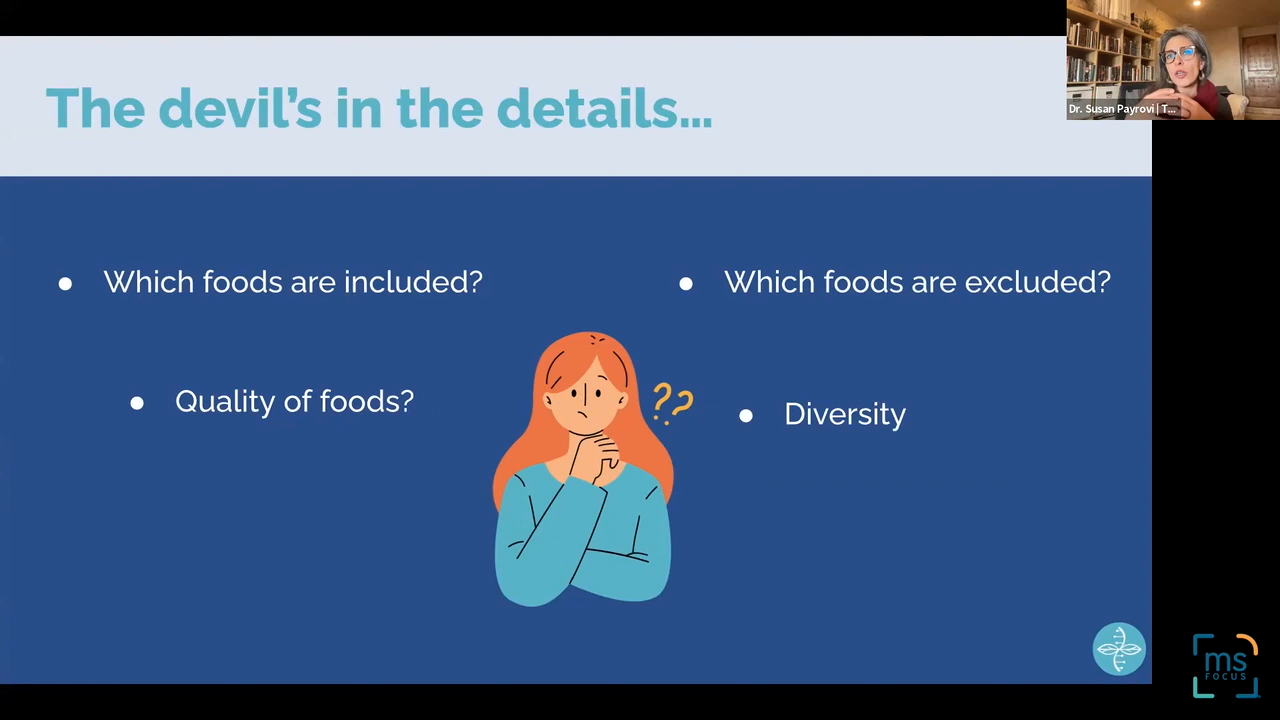 The devil's in the details...
Dr. Susan Payrovi | T...
Which foods are included?
Which foods are excluded?
Quality of foods?
Diversity
??
ms
FOCUS